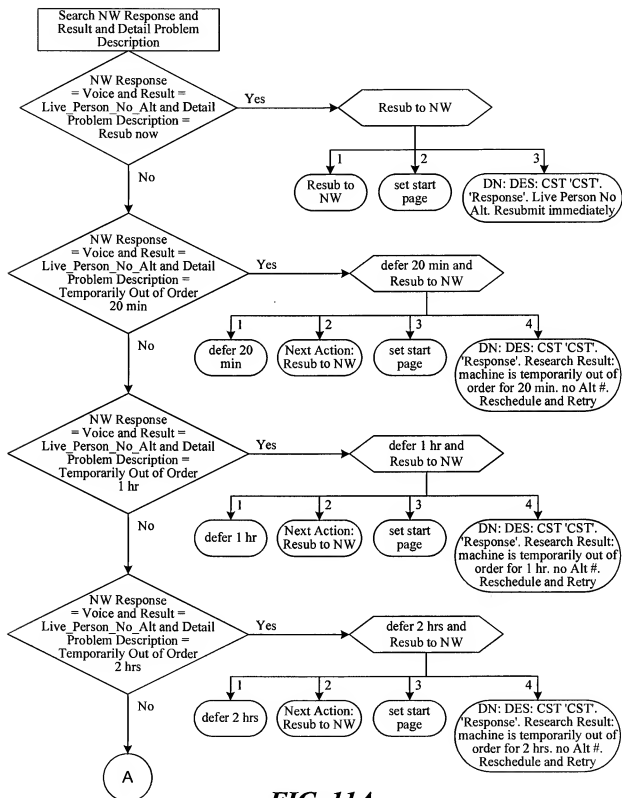 Search NW Response and
Result and Detail Problem
Description
NW Response
= Voice and Result =
Live_Person_No_Alt and Detail
Problem Description =
Resub now
Yes
Resub to NW
1
2
3
Resub to
NW
set start
page
DN: DES: CST 'CST'.
'Response'. Live Person No
Alt. Resubmit immediately
No
NW Response
= Voice and Result =
Live_Person_No_Alt and Detail
Problem Description =
Temporarily Out of Order
20 min
Yes
defer 20 min and
Resub to NW
1
2
3
4
defer 20
min
Next Action:
Resub to NW
set start
page
DN: DES: CST 'CST'.
'Response'. Research Result:
machine is temporarily out of
order for 20 min. no Alt #.
Reschedule and Retry
No
NW Response
= Voice and Result =
Live_Person_No_Alt and Detail
Problem Description =
Temporarily Out of Order
1 hr
Yes
defer 1 hr and
Resub to NW
1
2
3
4
defer 1 hr
Next Action:
Resub to NW
set start
page
DN: DES: CST 'CST'.
'Response'. Research Result:
machine is temporarily out of
order for 1 hr. no Alt #.
Reschedule and Retry
No
NW Response
= Voice and Result =
Live_Person_No_Alt and Detail
Problem Description =
Temporarily Out of Order
2 hrs
Yes
defer 2 hrs and
Resub to NW
1
2
3
4
defer 2 hrs
Next Action:
Resub to NW
set start
page
DN: DES: CST 'CST'.
'Response'. Research Result:
machine is temporarily out of
order for 2 hrs. no Alt #.
Reschedule and Retry
No
A
FIG. 11A